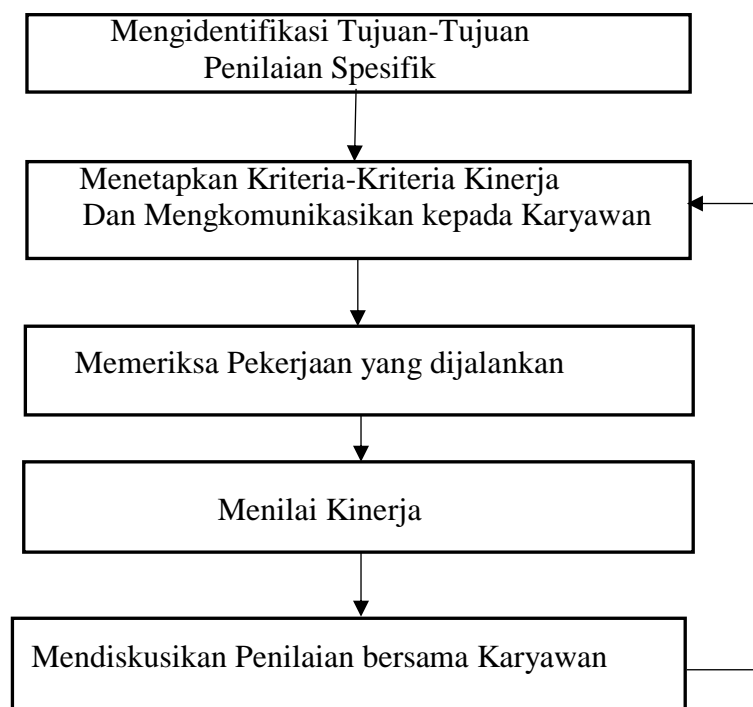 Mengidentifikasi Tujuan-Tujuan
Penilaian Spesifik
Menetapkan Kriteria-Kriteria Kinerja
Dan Mengkomunikasikan kepada Karyawan
Memeriksa Pekerjaan yang dijalankan
Menilai Kinerja
Mendiskusikan Penilaian bersama Karyawan